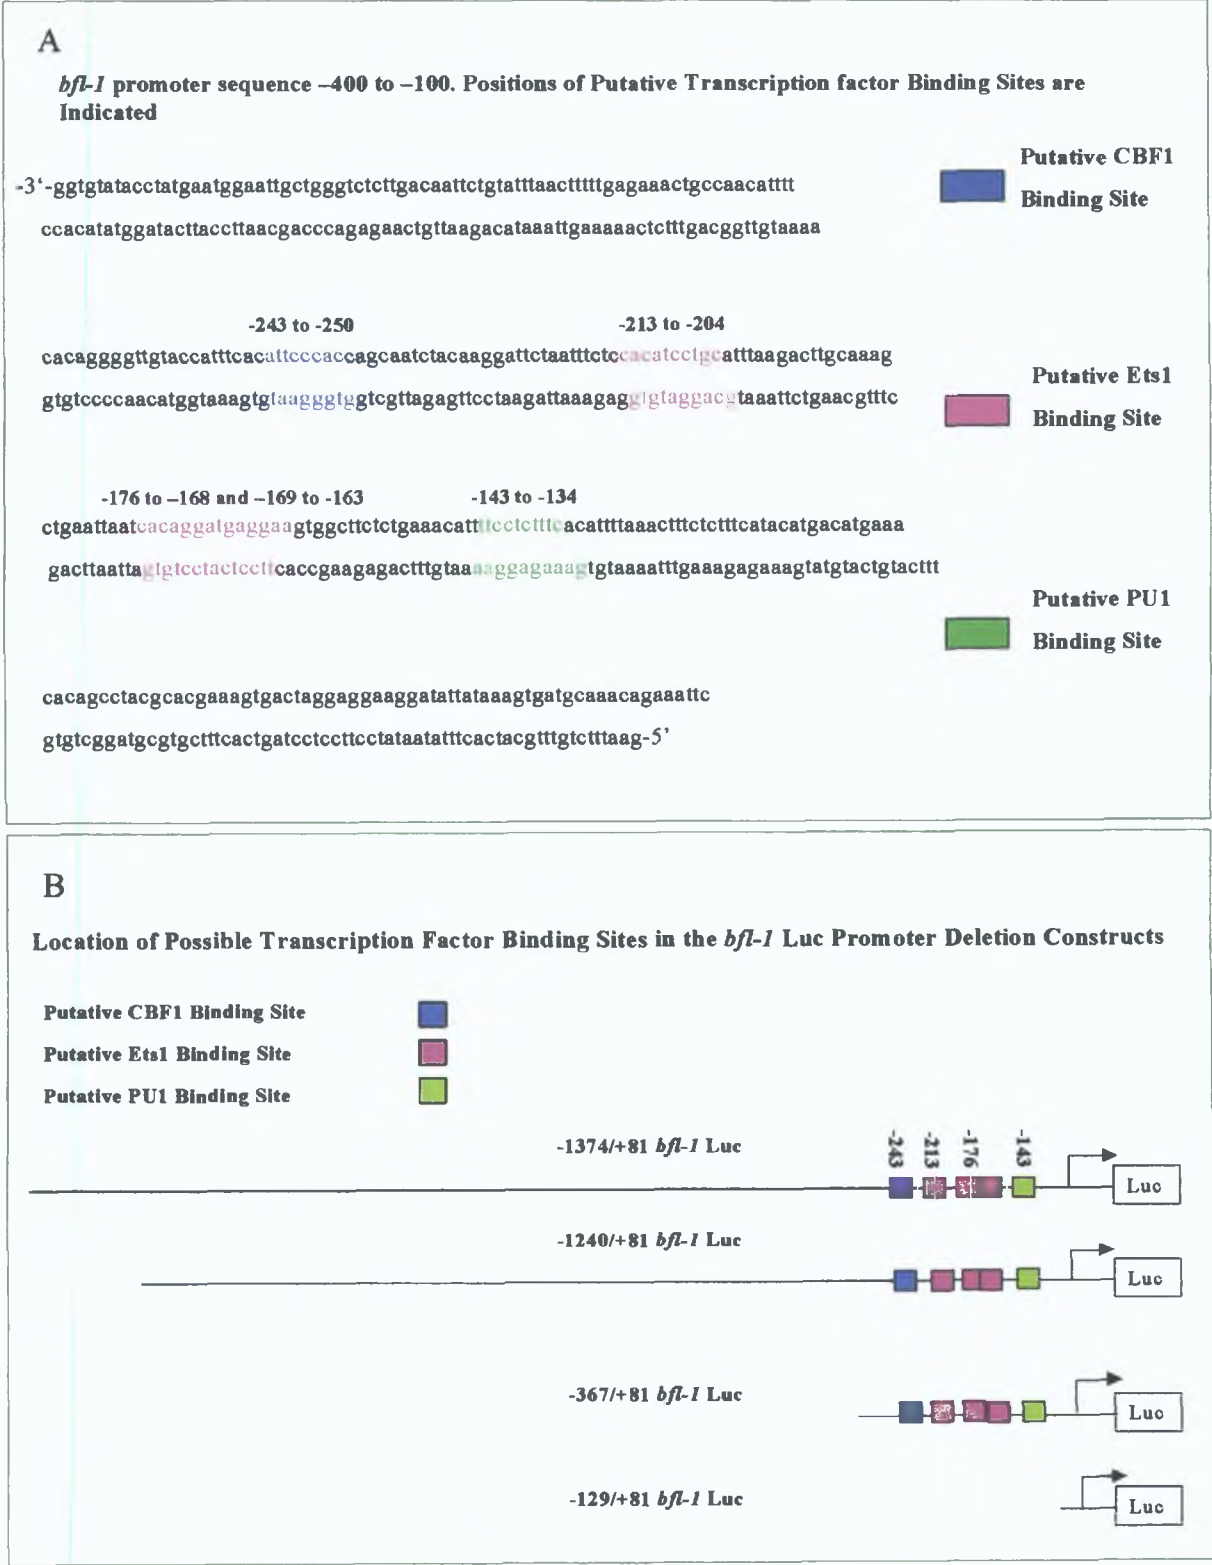 A
bfl-1 promoter sequence –400 to –100. Positions of Putative Transcription factor Binding Sites are
Indicated
Putative CBF1
Binding Site
-3‘-ggtgtatacctatgaatggaattgctgggtctcttgacaattctgtatttaactttttgagaaactgccaacatttt
ccacatatggatacttaccttaacgacccagagaactgttaagacataaattgaaaaactctttgacggttgtaaaa
-243 to -250
-213 to -204
cacaggggttgtaccatttcacattcccaccagcaatctacaaggattctaatttctccacatcctgcatttaagacttgcaaag
gtgtccccaacatggtaaagtgtaagggtggtcgttagagttcctaagattaaagaggtgtaggacgtaaattctgaacgtttc
Putative Ets1
Binding Site
-176 to –168 and –169 to -163
-143 to -134
ctgaattaatcacaggatgaggaagtggcttctctgaaacattttcctctttcacattttaaactttctctttcatacatgacatgaaa
gacttaattagtgtcctactccttcaccgaagagactttgtaaaaggagaaagtgtaaaatttgaaagagaaagtatgtactgtacttt
Putative PU1
Binding Site
cacagcctacgcacgaaagtgactaggaggaaggatattataaagtgatgcaaacagaaattc
gtgtcggatgcgtgctttcactgatcctccttcctataatatttcactacgtttgtctttaag-5’
B
Location of Possible Transcription Factor Binding Sites in the bfl-1 Luc Promoter Deletion Constructs
Putative CBF1 Binding Site
Putative Ets1 Binding Site
Putative PU1 Binding Site
-1374/+81 bfl-1 Luc
-243
-213
-176
-143
Luc
-1240/+81 bfl-1 Luc
Luc
-367/+81 bfl-1 Luc
Luc
-129/+81 bfl-1 Luc
Luc